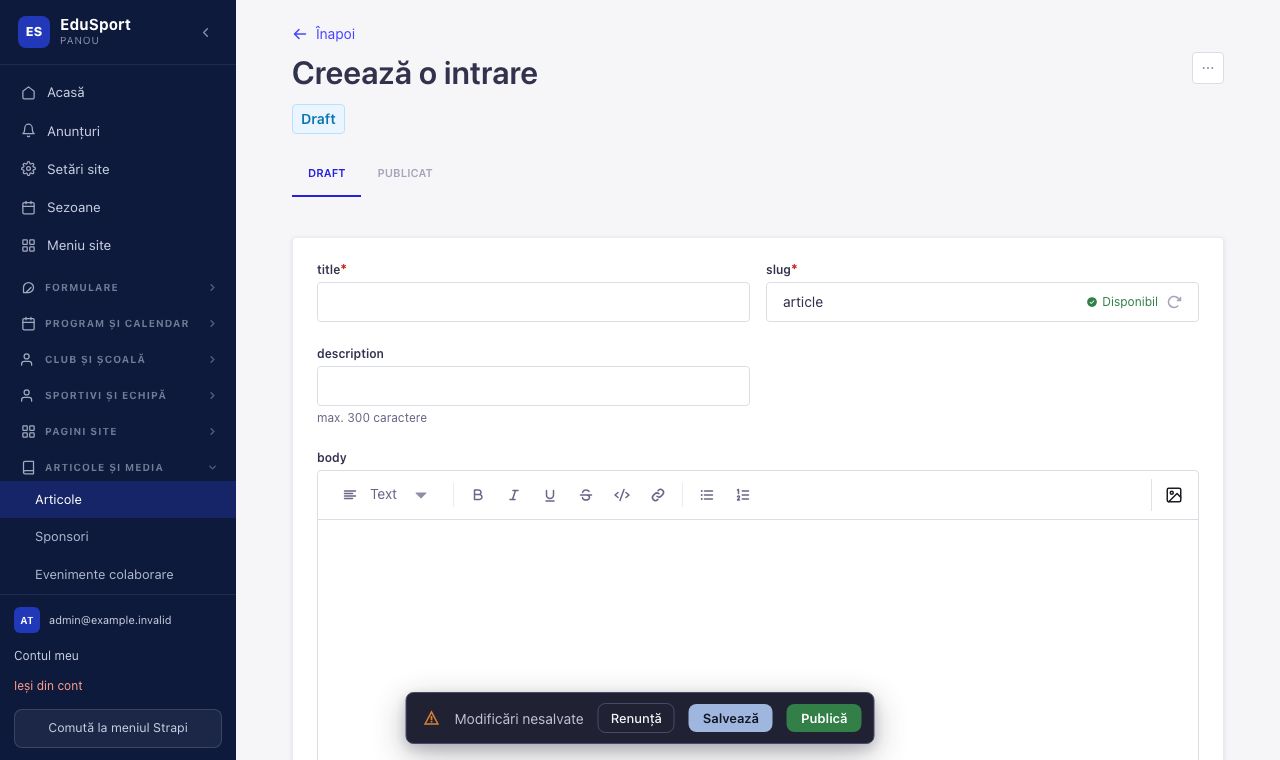 ES
EduSport
PANOU
Acasă
Anunțuri
Setări site
Sezoane
Meniu site
FORMULARE
PROGRAM ȘI CALENDAR
CLUB ȘI ȘCOALĂ
SPORTIVI ȘI ECHIPĂ
PAGINI SITE
ARTICOLE ȘI MEDIA
Articole
Sponsori
Evenimente colaborare
AT admin@example.invalid
Contul meu
Ieși din cont
Comută la meniul Strapi
Înapoi
Creează o intrare
Draft
DRAFT PUBLICAT
title* slug*
article Disponibil
description
max. 300 caractere
body
Text
Modificări nesalvate Renunță Salvează Publică